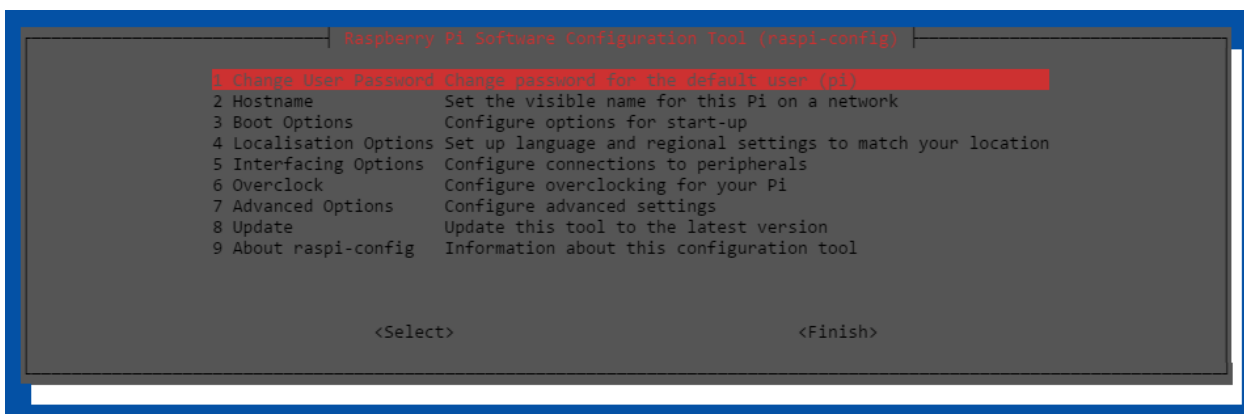 Raspberry Pi Software Configuration Tool (raspi-config)
1 Change User Password Change password for the default user (pi)
2 Hostname Set the visible name for this Pi on a network
3 Boot Options Configure options for start-up
4 Localisation Options Set up language and regional settings to match your location
5 Interfacing Options Configure connections to peripherals
6 Overclock Configure overclocking for your Pi
7 Advanced Options Configure advanced settings
8 Update Update this tool to the latest version
9 About raspi-config Information about this configuration tool
<Select> <Finish>